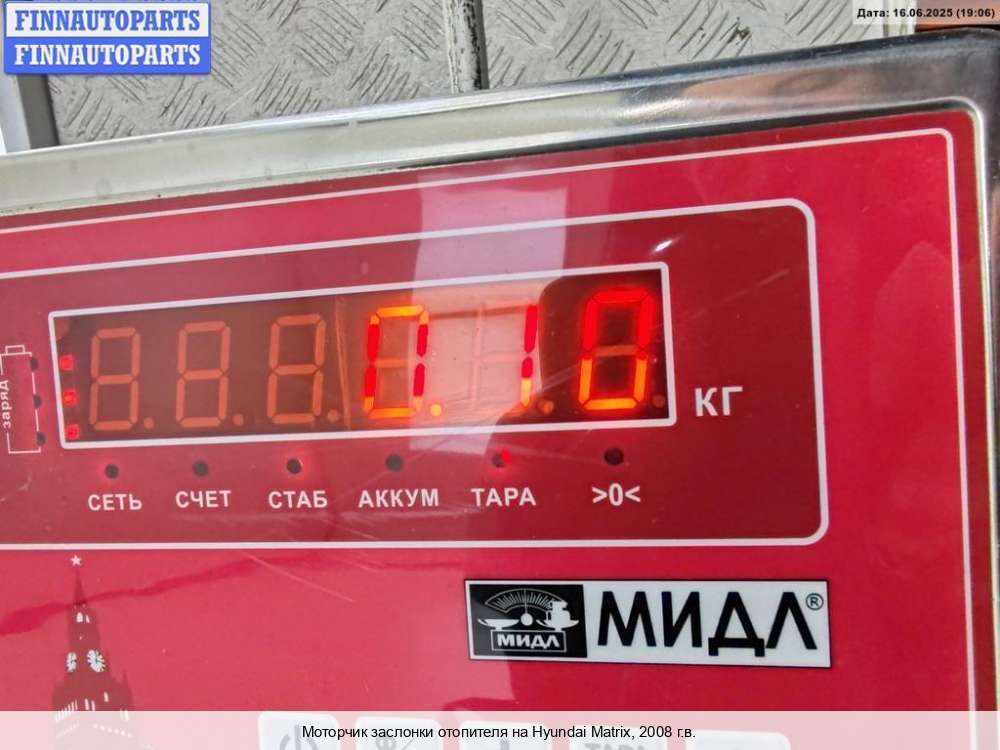 FINNAUTOPARTS
FINNAUTOPARTS
Дата: 16.06.2025 (19:06)
заряд
0.10
КГ
СЕТЬ СЧЕТ СТАБ АККУМ ТАРА >0<
МИДЛ
МИДЛ®
ТАРА
Моторчик заслонки отопителя на Hyundai Matrix, 2008 г.в.